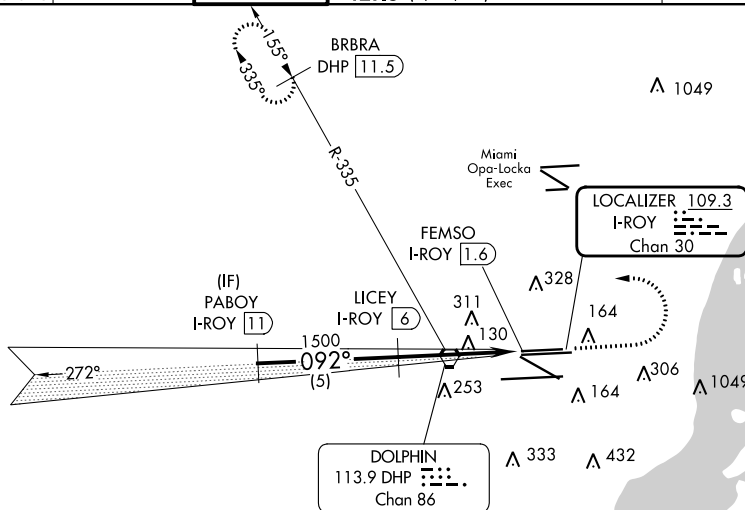 155°
335°
BRBRA
DHP 11.5
R-335
1049
Miami
Opa-Locka
Exec
LOCALIZER 109.3
I-ROY
Chan 30
FEMSO
I-ROY 1.6
328
311
164
(IF)
PABOY
I-ROY 11
LICEY
I-ROY 6
130
1500
092°
(5)
272°
253
306
164
1049
DOLPHIN
113.9 DHP
Chan 86
333
432